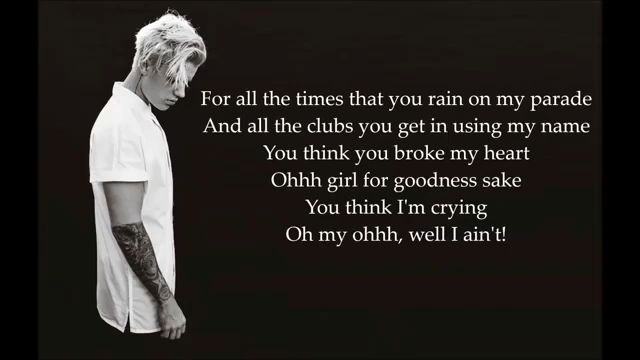 For all the times that you rain on my parade
And all the clubs you get in using my name
You think you broke my heart
Ohhh girl for goodness sake
You think I'm crying
Oh my ohhh, well I ain't!